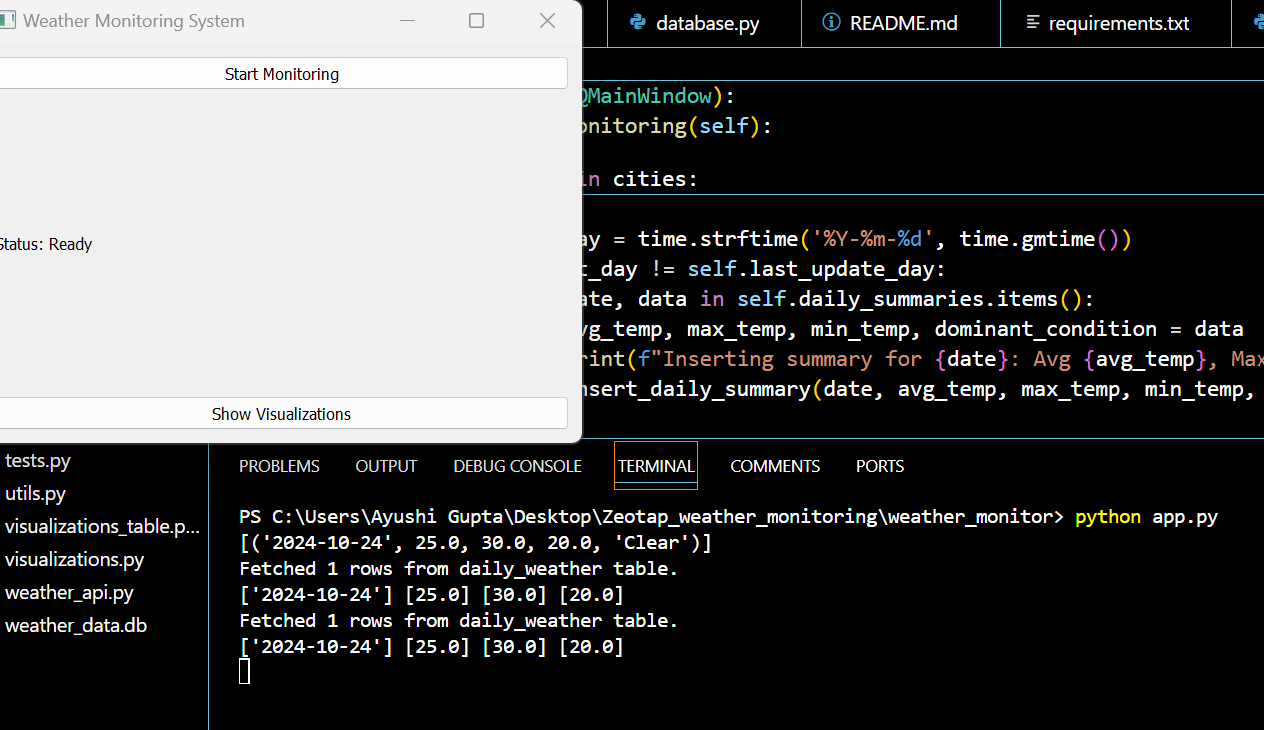 Weather Monitoring System
Start Monitoring
Status: Ready
Show Visualizations
database.py
README.md
requirements.txt
QMainWindow):
onitoring(self):
in cities:
ay = time.strftime('%Y-%m-%d', time.gmtime())
t_day != self.last_update_day:
ate, data in self.daily_summaries.items():
vg_temp, max_temp, min_temp, dominant_condition = data
rint(f"Inserting summary for {date}: Avg {avg_temp}, Max
nsert_daily_summary(date, avg_temp, max_temp, min_temp,
tests.py
utils.py
visualizations_table.p...
visualizations.py
weather_api.py
weather_data.db
PROBLEMS OUTPUT DEBUG CONSOLE TERMINAL COMMENTS PORTS
PS C:\Users\Ayushi Gupta\Desktop\Zeotap_weather_monitoring\weather_monitor> python app.py
[('2024-10-24', 25.0, 30.0, 20.0, 'Clear')]
Fetched 1 rows from daily_weather table.
['2024-10-24'] [25.0] [30.0] [20.0]
Fetched 1 rows from daily_weather table.
['2024-10-24'] [25.0] [30.0] [20.0]